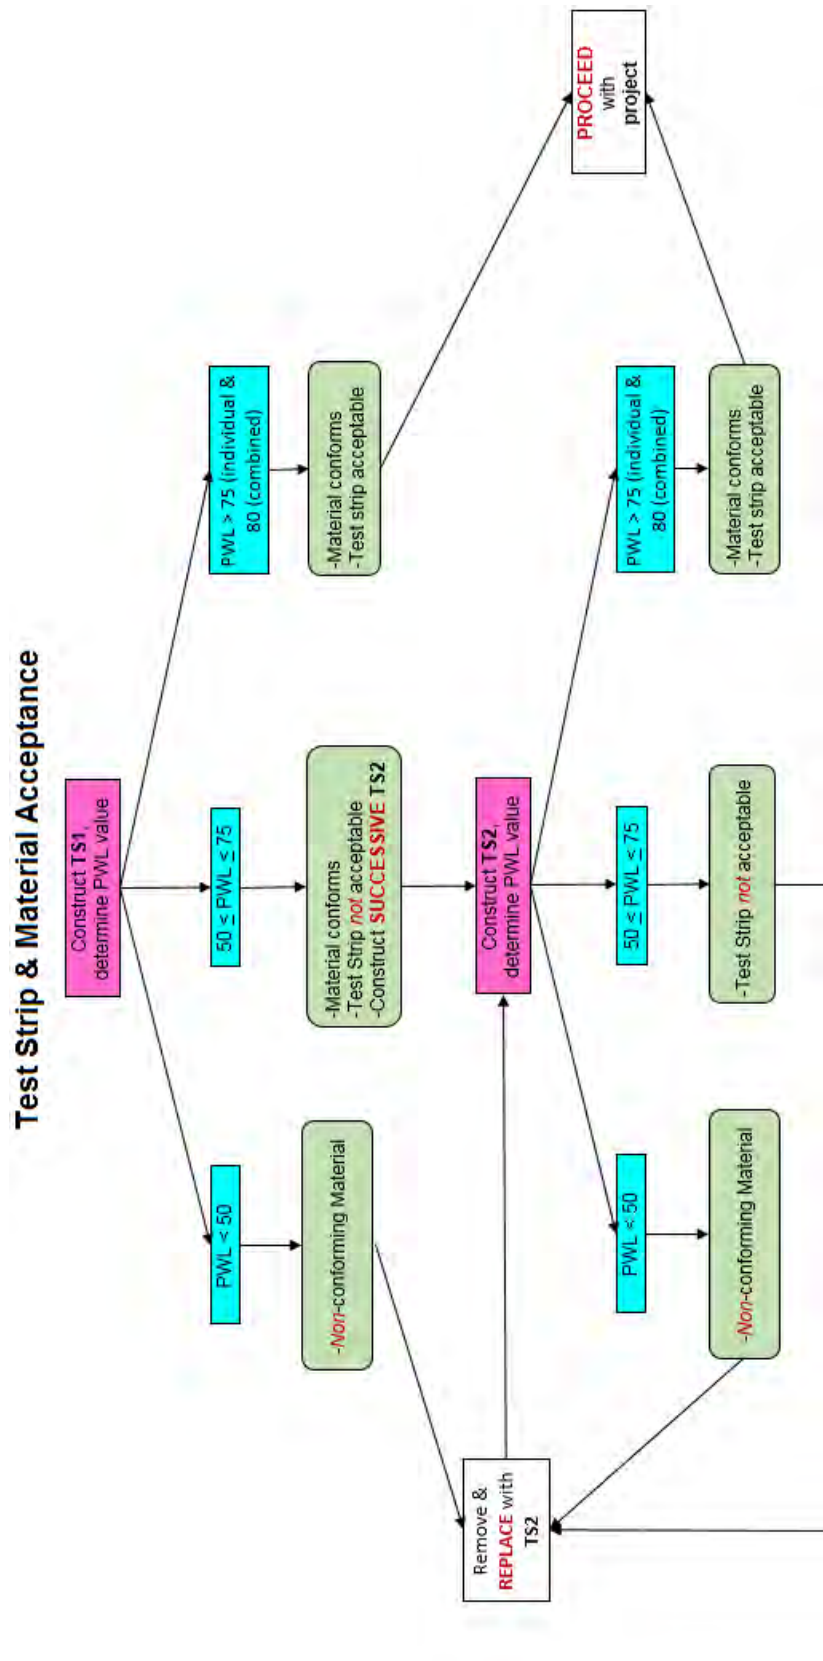 Test Strip & Material Acceptance
Construct TS1,
determine PWL value
PWL < 50
50 ≤ PWL ≤ 75
PWL > 75 (individual &
80 (combined)
-Non-conforming Material
-Material conforms
-Test Strip not acceptable
-Construct SUCCESSIVE TS2
-Material conforms
-Test strip acceptable
Remove &
REPLACE with
TS2
Construct TS2,
determine PWL value
PROCEED
with
project
PWL < 50
50 ≤ PWL ≤ 75
PWL > 75 (individual &
80 (combined)
-Non-conforming Material
-Test Strip not acceptable
-Material conforms
-Test strip acceptable